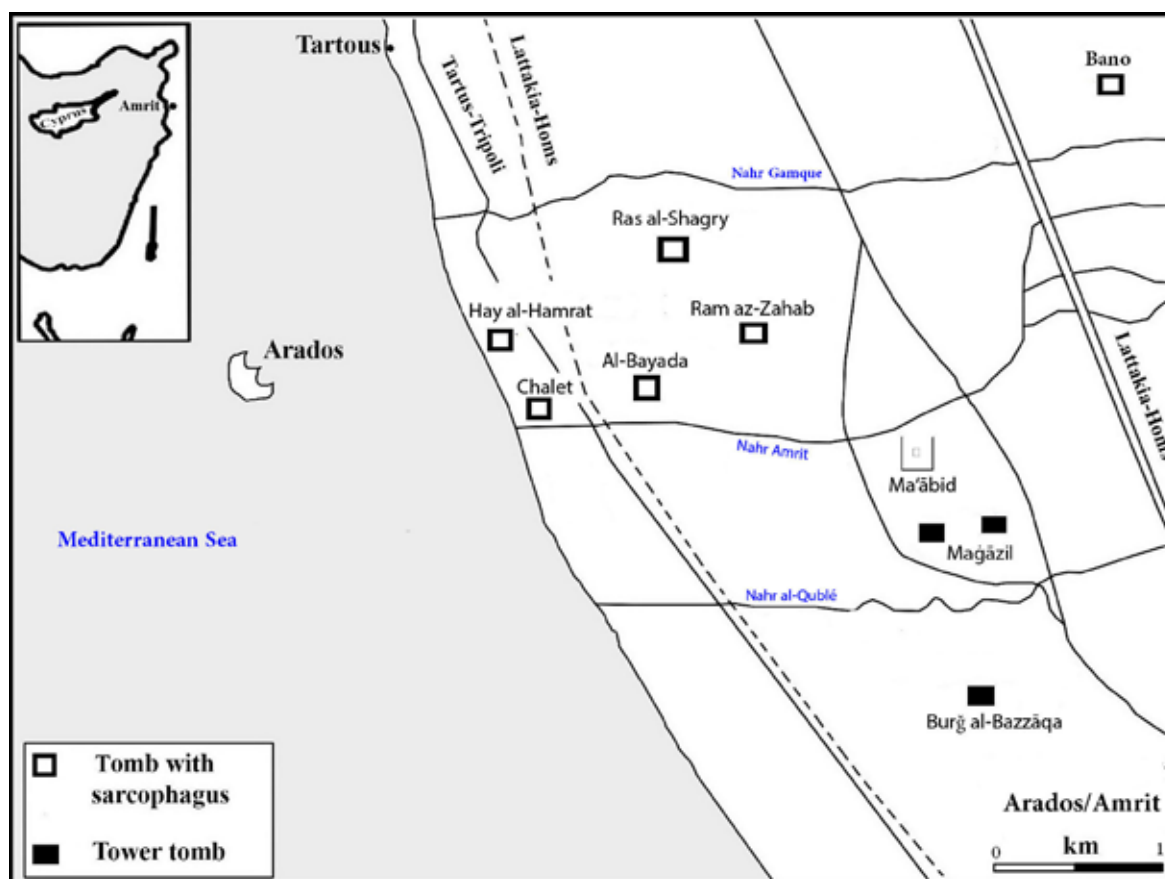 Tartous
Lattakia-Homs
Bano
Amrit
Cyprus
Tartus-Tripoli
Nahr Gamque
Ras al-Shagry
Hay al-Hamrat
Ram az-Zahab
Arados
Al-Bayada
Chalet
Lattakia-Homs
Nahr Amrit
Ma'ābid
Mediterranean Sea
Maġāzil
Nahr al-Qublé
Burğ al-Bazzāqa
Tomb with
sarcophagus
Tower tomb
Arados/Amrit
km
0 1